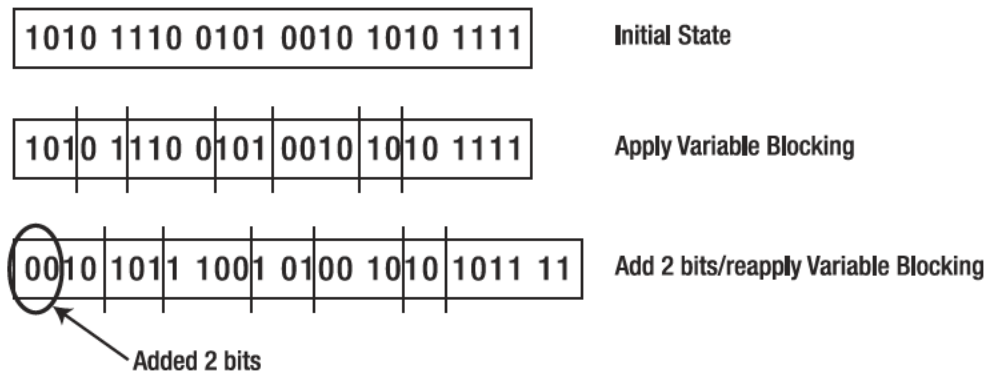 1010 1110 0101 0010 1010 1111 Initial State
1010 1110 0101 0010 1010 1111 Apply Variable Blocking
0010 1011 1001 0100 1010 1011 11 Add 2 bits/reapply Variable Blocking
Added 2 bits